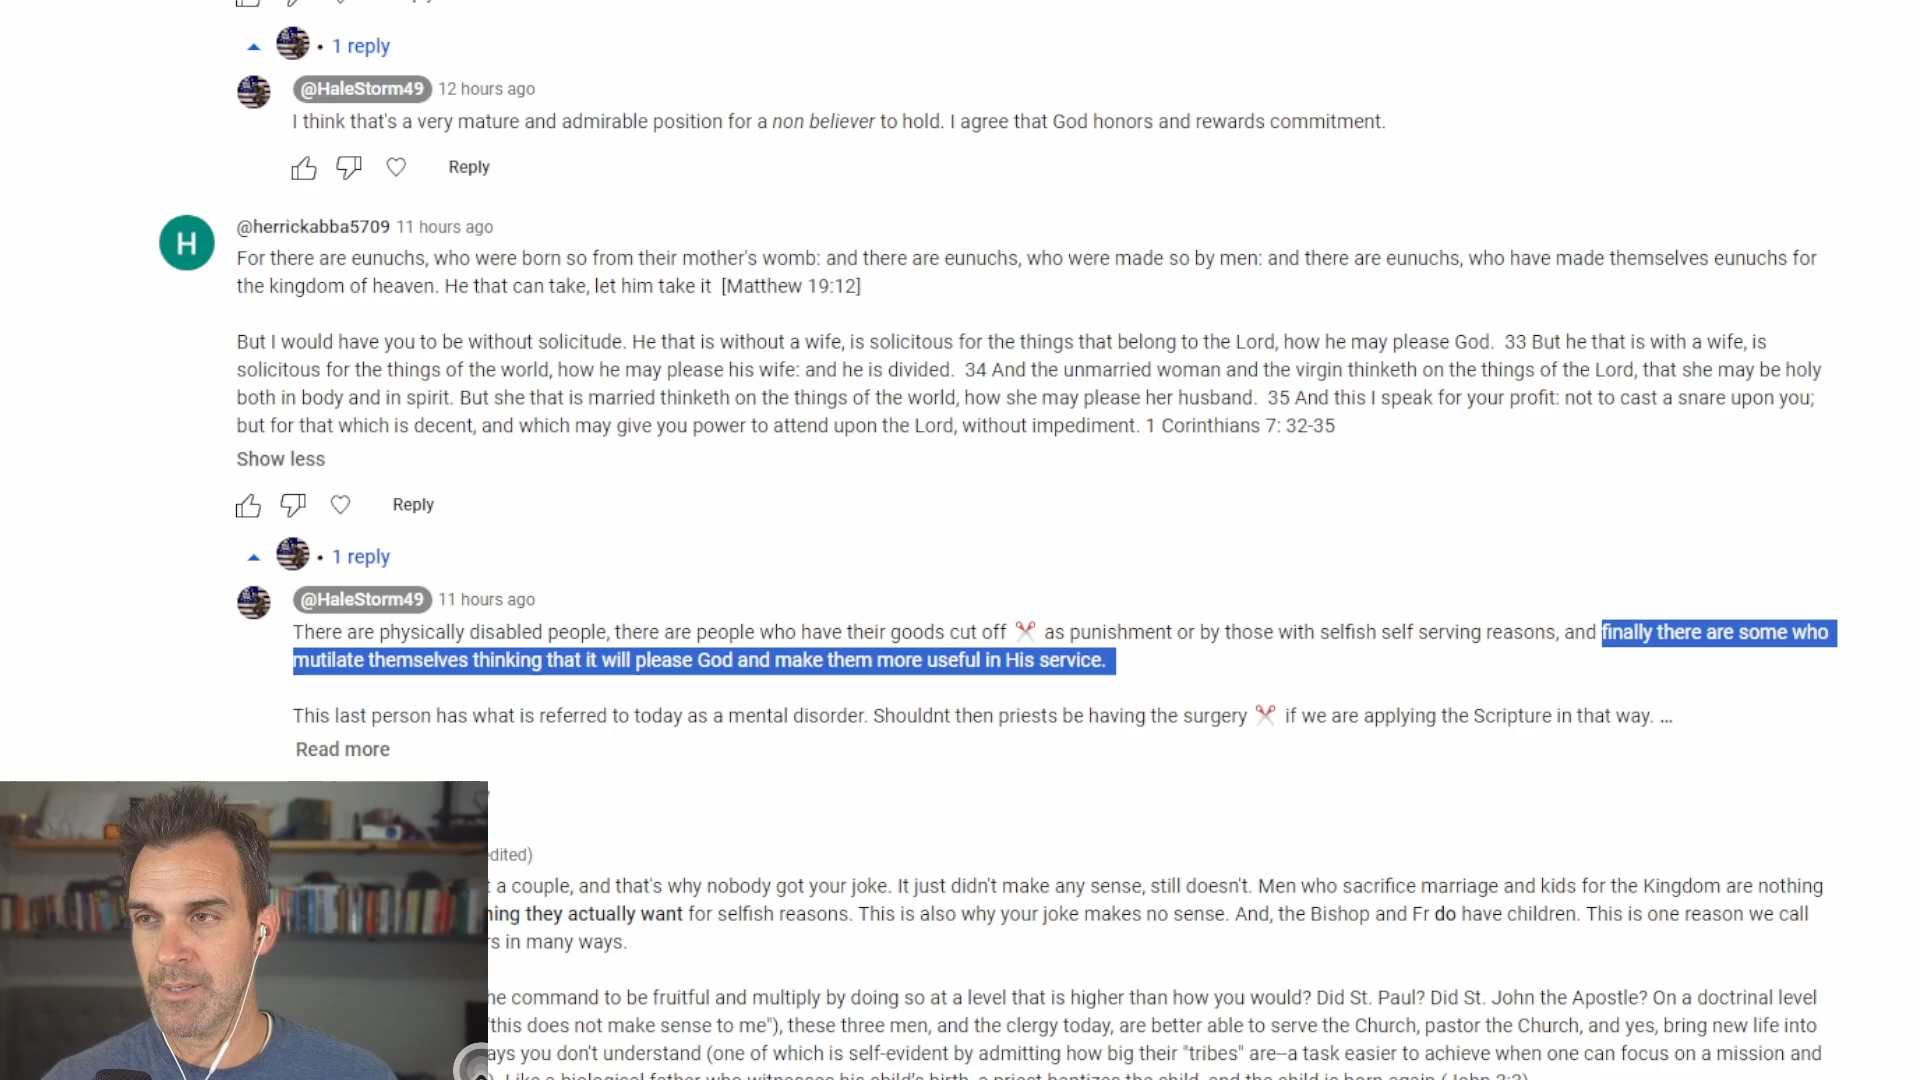 1 reply
@HaleStorm49 12 hours ago
I think that's a very mature and admirable position for a non believer to hold. I agree that God honors and rewards commitment.
Reply
H
@herrickabba5709 11 hours ago
For there are eunuchs, who were born so from their mother's womb: and there are eunuchs, who were made so by men: and there are eunuchs, who have made themselves eunuchs for
the kingdom of heaven. He that can take, let him take it [Matthew 19:12]
But I would have you to be without solicitude. He that is without a wife, is solicitous for the things that belong to the Lord, how he may please God. 33 But he that is with a wife, is
solicitous for the things of the world, how he may please his wife: and he is divided. 34 And the unmarried woman and the virgin thinketh on the things of the Lord, that she may be holy
both in body and in spirit. But she that is married thinketh on the things of the world, how she may please her husband. 35 And this I speak for your profit: not to cast a snare upon you;
but for that which is decent, and which may give you power to attend upon the Lord, without impediment. 1 Corinthians 7: 32-35
Show less
Reply
1 reply
@HaleStorm49 11 hours ago
There are physically disabled people, there are people who have their goods cut off ✂️ as punishment or by those with selfish self serving reasons, and finally there are some who
mutilate themselves thinking that it will please God and make them more useful in His service.
This last person has what is referred to today as a mental disorder. Shouldnt then priests be having the surgery ✂️ if we are applying the Scripture in that way. ...
Read more
dited)
a couple, and that's why nobody got your joke. It just didn't make any sense, still doesn't. Men who sacrifice marriage and kids for the Kingdom are nothing
ing they actually want for selfish reasons. This is also why your joke makes no sense. And, the Bishop and Fr do have children. This is one reason we call
s in many ways.
he command to be fruitful and multiply by doing so at a level that is higher than how you would? Did St. Paul? Did St. John the Apostle? On a doctrinal level
"this does not make sense to me"), these three men, and the clergy today, are better able to serve the Church, pastor the Church, and yes, bring new life into
ays you don't understand (one of which is self-evident by admitting how big their "tribes" are–a task easier to achieve when one can focus on a mission and
Like a biological father who witnesses his child's birth, a priest baptizes the child, and the child is born again (John 3:3)